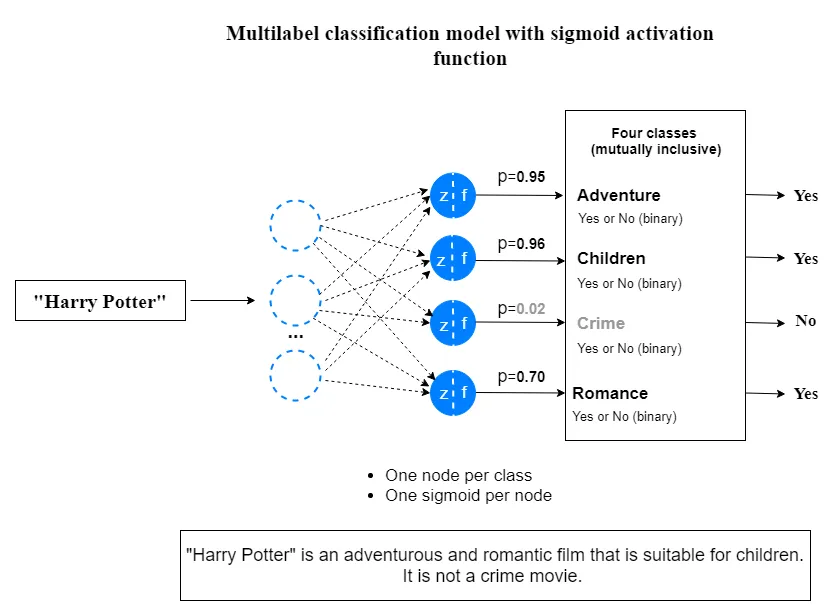 Multilabel classification model with sigmoid activation
function
Four classes
(mutually inclusive)
"Harry Potter"
...
z f
p=0.95
Adventure
Yes or No (binary)
Yes
z f
p=0.96
Children
Yes or No (binary)
Yes
z f
p=0.02
Crime
Yes or No (binary)
No
z f
p=0.70
Romance
Yes or No (binary)
Yes
• One node per class
• One sigmoid per node
"Harry Potter" is an adventurous and romantic film that is suitable for children.
It is not a crime movie.